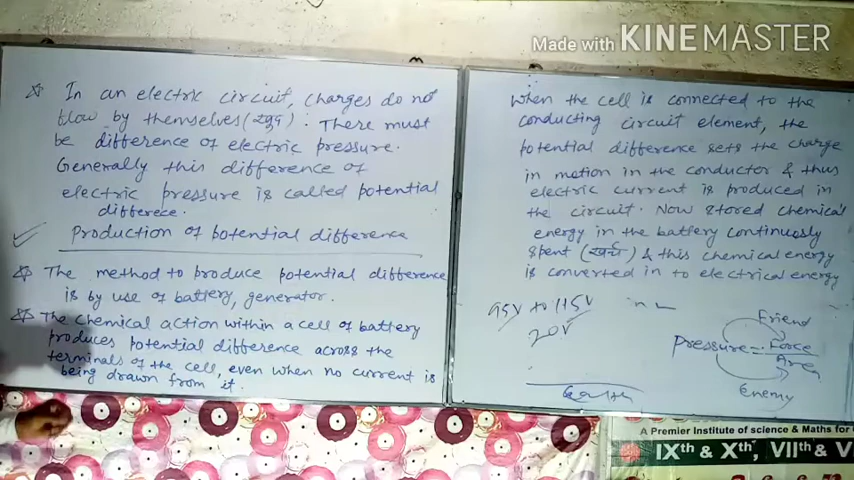 Made with KINEMASTER
☆ In an electric circuit, charges do not
flow by themselves (खुद). There must
be difference of electric pressure.
Generally this difference of
electric pressure is called potential
differece.
✓ Production of potential difference
☆ The method to produce potential difference
is by use of battery, generator.
☆ The chemical action within a cell of battery
produces potential difference across the
terminals of the cell, even when no current is
being drawn from it.
When the cell is connected to the
conducting circuit element, the
potential difference sets the charge
in motion in the conductor & thus
electric current is produced in
the circuit. Now stored chemical
energy in the battery continuously
spent (खर्च) & this chemical energy
is converted in to electrical energy
95V to 115V
20V
Earth
Friend
Pressure = Force
Area
Enemy
A Premier Institute of Science & Maths for
IXth & Xth, VIIth & V